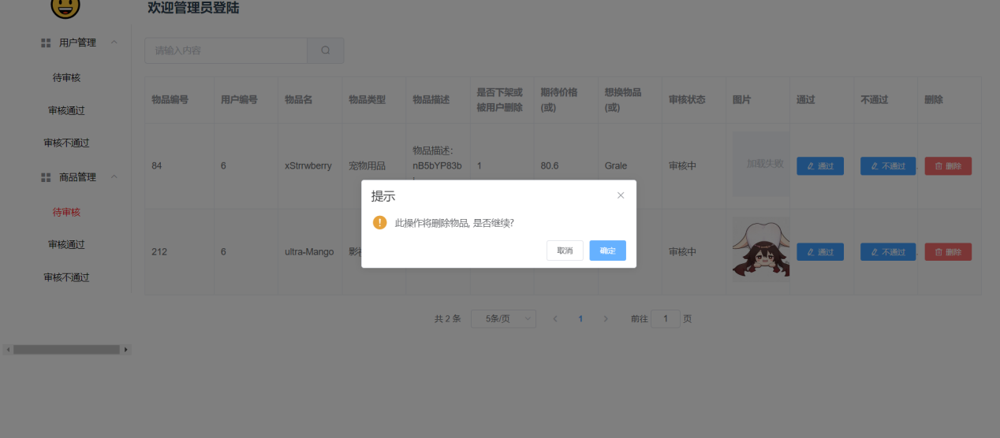 欢迎管理员登陆
用户管理
待审核
审核通过
审核不通过
商品管理
待审核
审核通过
审核不通过
请输入内容
物品编号 用户编号 物品名 物品类型 物品描述 是否下架或被用户删除 期待价格(或) 想换物品(或) 审核状态 图片 通过 不通过 删除
84 6 xStrrwberry 宠物用品 物品描述: nB5bYP83b 1 80.6 Grale 审核中 加载失败 通过 不通过 删除
212 6 ultra-Mango 审核中 通过 不通过 删除
提示
此操作将删除物品, 是否继续?
取消 确定
共 2 条 5条/页 1 前往 1 页